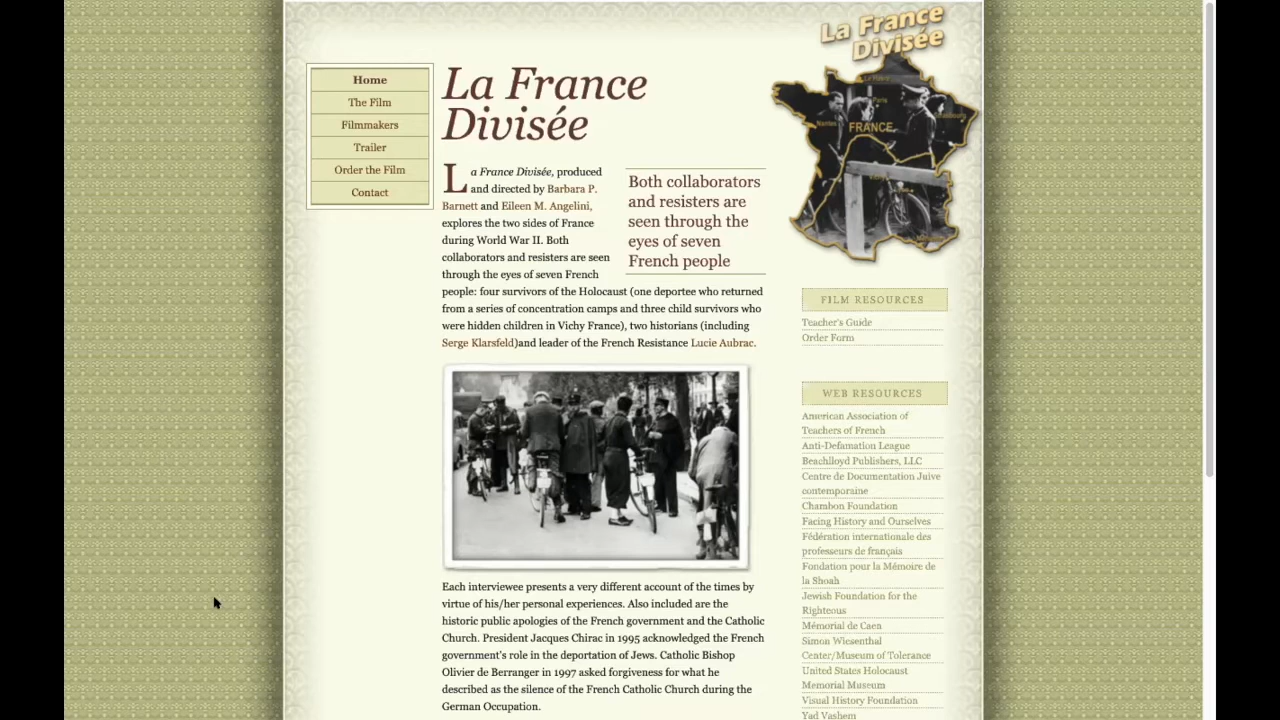 La France
Divisée
Home
The Film
Filmmakers
Trailer
Order the Film
Contact
La France
Divisée
La France Divisée, produced
and directed by Barbara P.
Barnett and Eileen M. Angelini,
explores the two sides of France
during World War II. Both
collaborators and resisters are seen
through the eyes of seven French
people: four survivors of the Holocaust (one deportee who returned
from a series of concentration camps and three child survivors who
were hidden children in Vichy France), two historians (including
Serge Klarsfeld)and leader of the French Resistance Lucie Aubrac.
Both collaborators
and resisters are
seen through the
eyes of seven
French people
Paris
Nantes
FRANCE
Each interviewee presents a very different account of the times by
virtue of his/her personal experiences. Also included are the
historic public apologies of the French government and the Catholic
Church. President Jacques Chirac in 1995 acknowledged the French
government's role in the deportation of Jews. Catholic Bishop
Olivier de Berranger in 1997 asked forgiveness for what he
described as the silence of the French Catholic Church during the
German Occupation.
FILM RESOURCES
Teacher's Guide
Order Form
WEB RESOURCES
American Association of
Teachers of French
Anti-Defamation League
Beachlloyd Publishers, LLC
Centre de Documentation Juive
contemporaine
Chambon Foundation
Facing History and Ourselves
Fédération internationale des
professeurs de français
Fondation pour la Mémoire de
la Shoah
Jewish Foundation for the
Righteous
Mémorial de Caen
Simon Wiesenthal
Center/Museum of Tolerance
United States Holocaust
Memorial Museum
Visual History Foundation
Yad Vashem